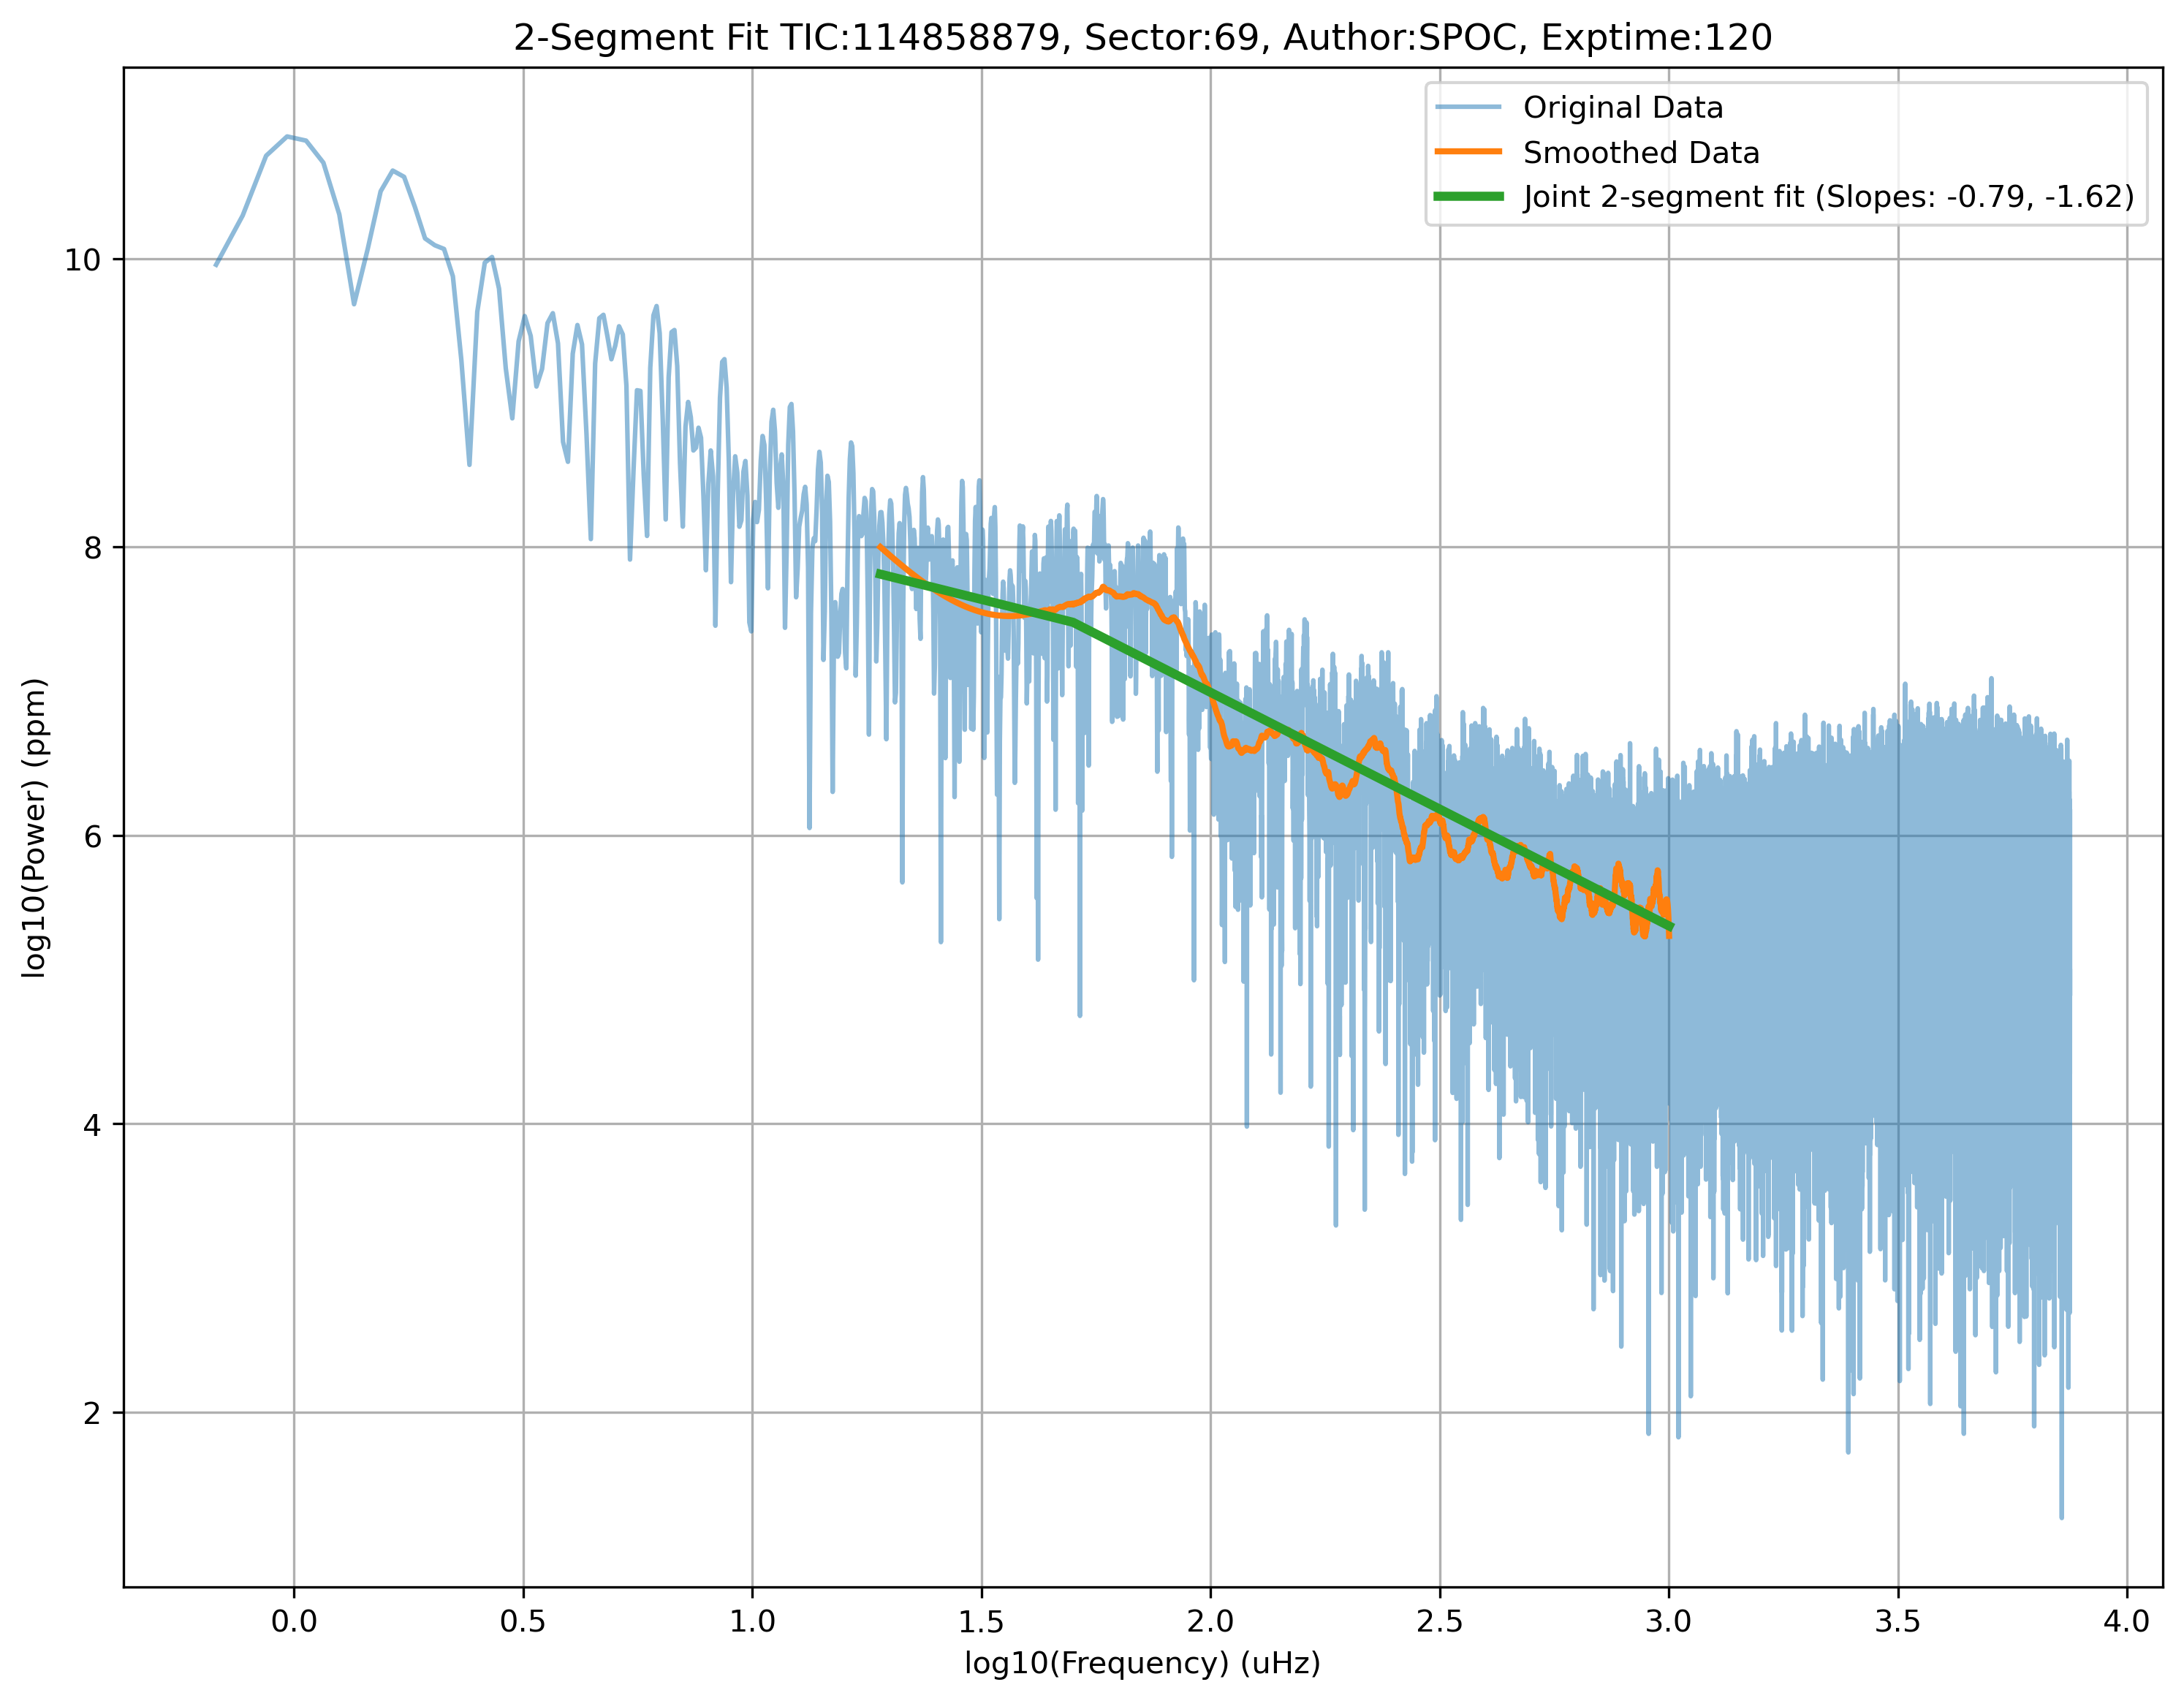 2-Segment Fit TIC:114858879, Sector:69, Author:SPOC, Exptime:120
Original Data
Smoothed Data
Joint 2-segment fit (Slopes: -0.79, -1.62)
log10(Power) (ppm)
10
8
6
4
2
0.0 0.5 1.0 1.5 2.0 2.5 3.0 3.5 4.0
log10(Frequency) (uHz)